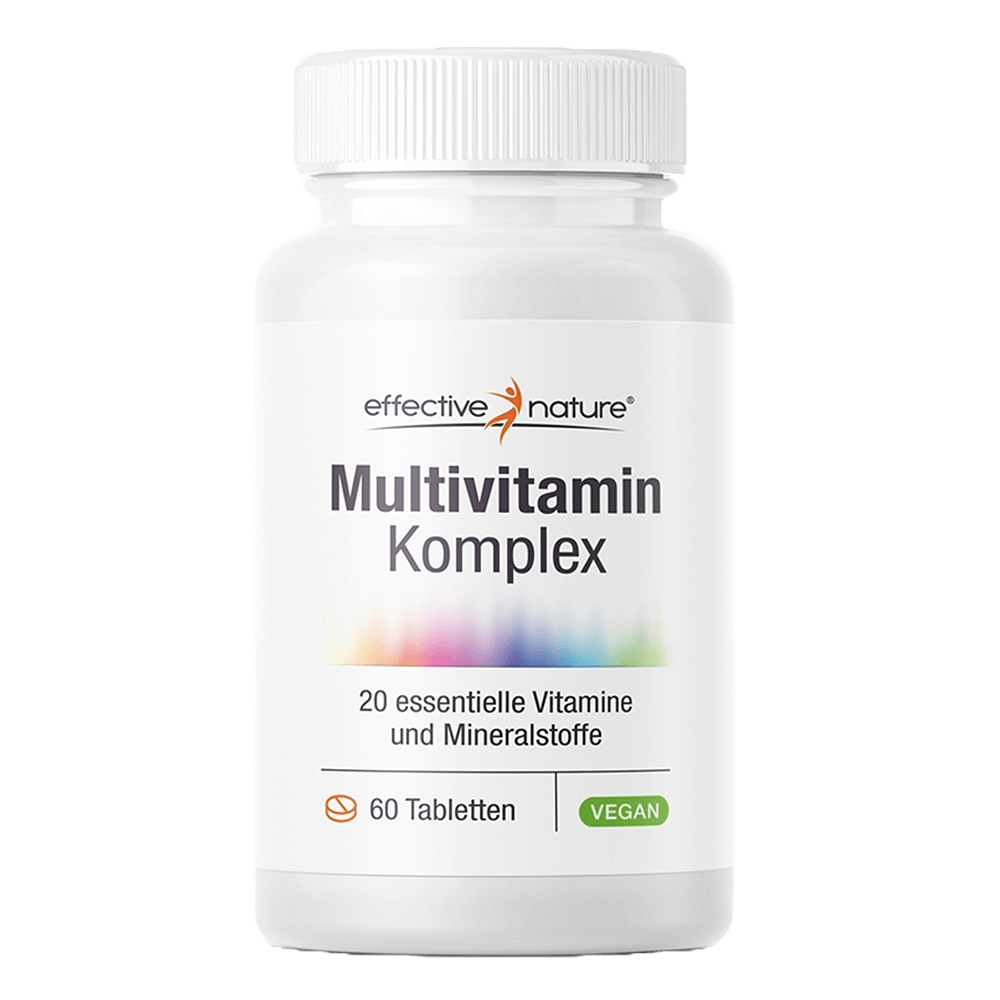 effective nature®
Multivitamin
Komplex
20 essentielle Vitamine
und Mineralstoffe
60 Tabletten
VEGAN